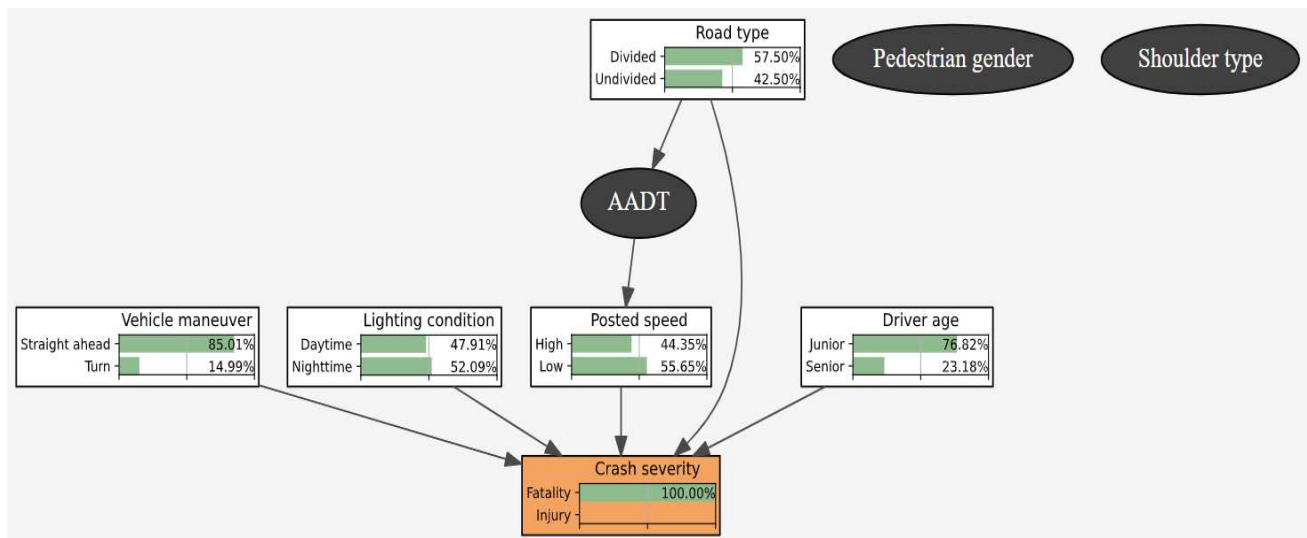 Road type
Divided 57.50%
Undivided 42.50%
Pedestrian gender
Shoulder type
AADT
Vehicle maneuver
Straight ahead 85.01%
Turn 14.99%
Lighting condition
Daytime 47.91%
Nighttime 52.09%
Posted speed
High 44.35%
Low 55.65%
Driver age
Junior 76.82%
Senior 23.18%
Crash severity
Fatality 100.00%
Injury